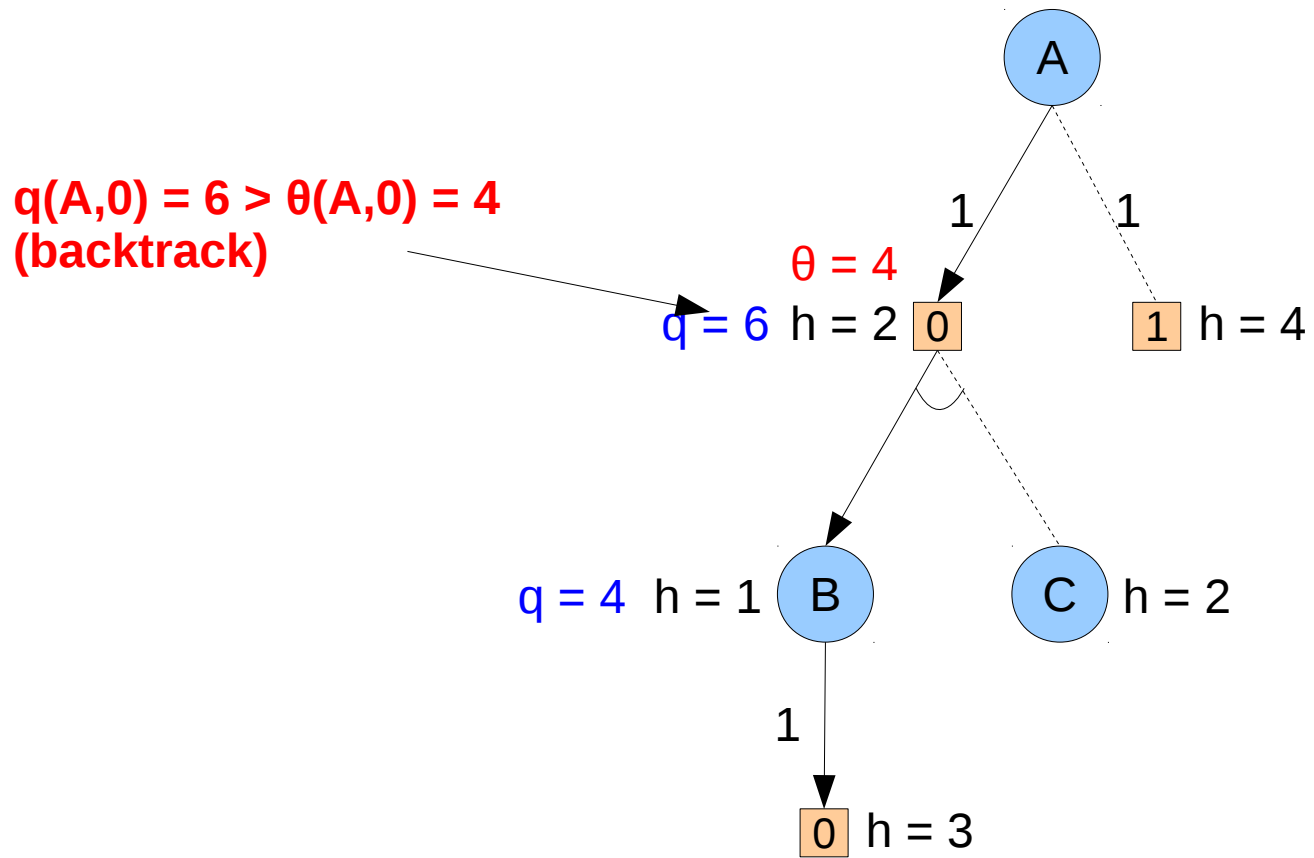 A
q(A,0) = 6 > θ(A,0) = 4
(backtrack)
1 1
θ = 4
q = 6 h = 2 0 1 h = 4
q = 4 h = 1 B C h = 2
1
0 h = 3